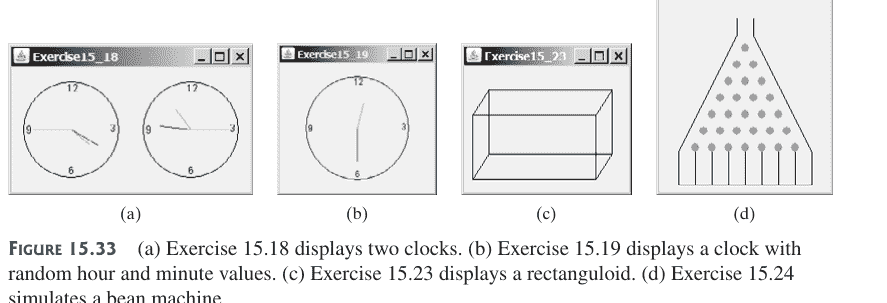 Exercise15_18
Exercise15_19
Exercise15_23
12
9
3
6
12
9
3
6
12
9
3
6
(a)
(b)
(c)
(d)
FIGURE 15.33 (a) Exercise 15.18 displays two clocks. (b) Exercise 15.19 displays a clock with
random hour and minute values. (c) Exercise 15.23 displays a rectanguloid. (d) Exercise 15.24
simulates a bean machine